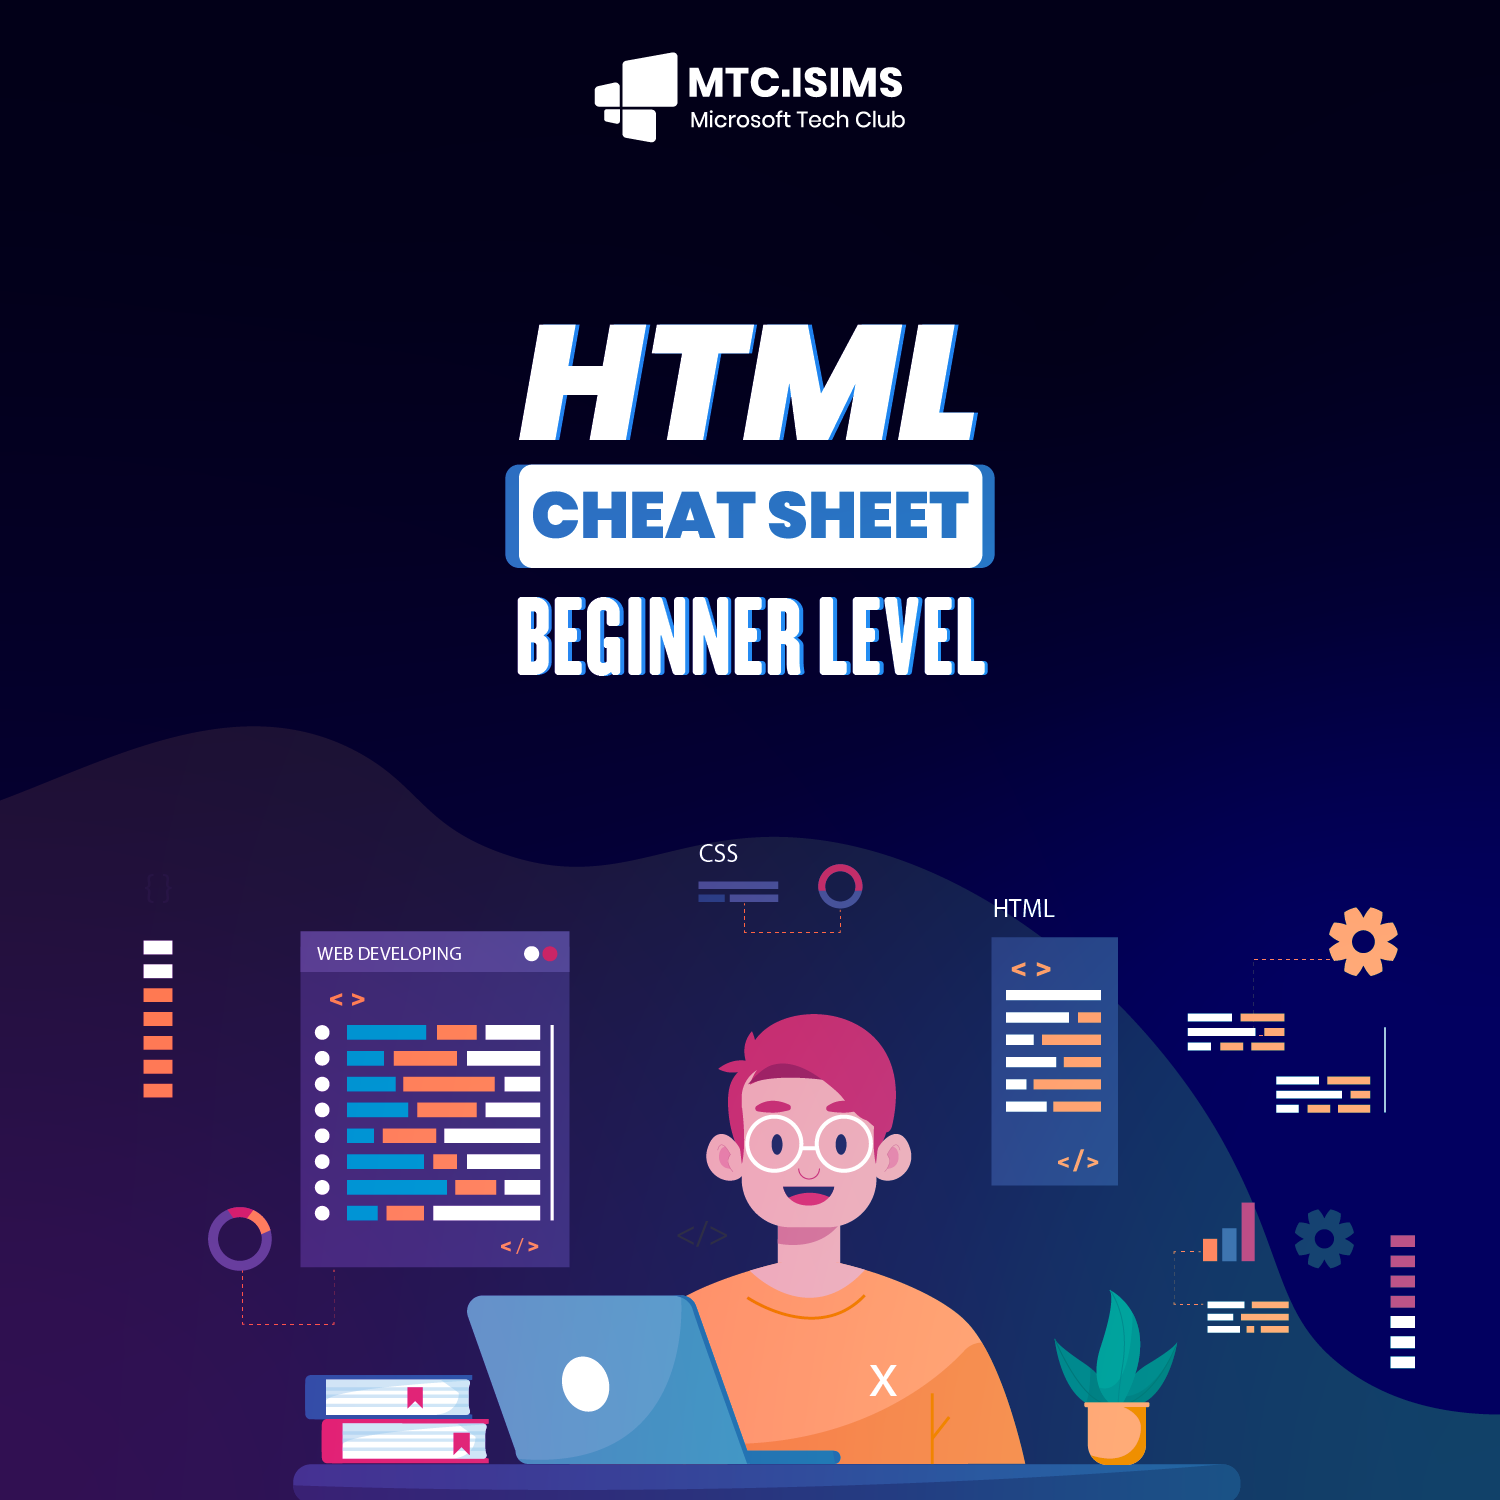 MTC.ISIMS
Microsoft Tech Club
HTML
CHEAT SHEET
BEGINNER LEVEL
CSS
{ }
HTML
WEB DEVELOPING
< >
< >
</>
</>
</>
X